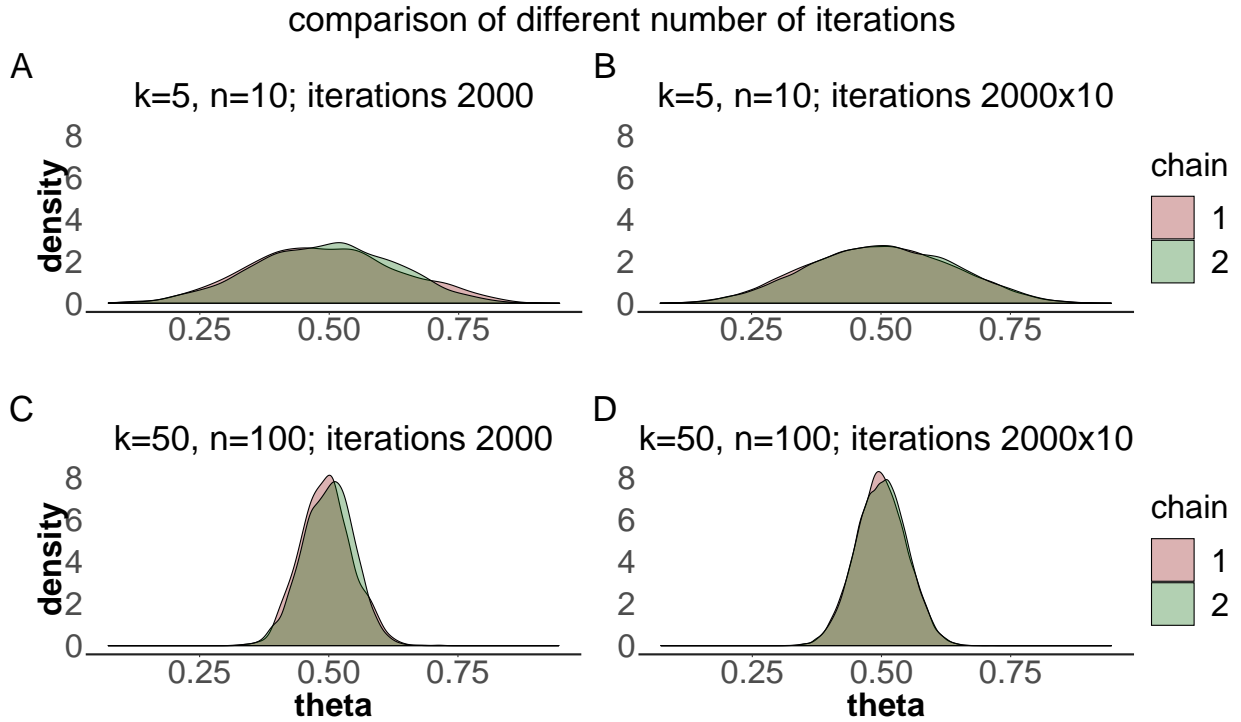 comparison of different number of iterations
A
k=5, n=10; iterations 2000
8
6
4
2
0
density
0.25 0.50 0.75
B
k=5, n=10; iterations 2000x10
8
6
4
2
0
0.25 0.50 0.75
chain
1
2
C
k=50, n=100; iterations 2000
8
6
4
2
0
density
0.25 0.50 0.75
theta
D
k=50, n=100; iterations 2000x10
8
6
4
2
0
0.25 0.50 0.75
theta
chain
1
2